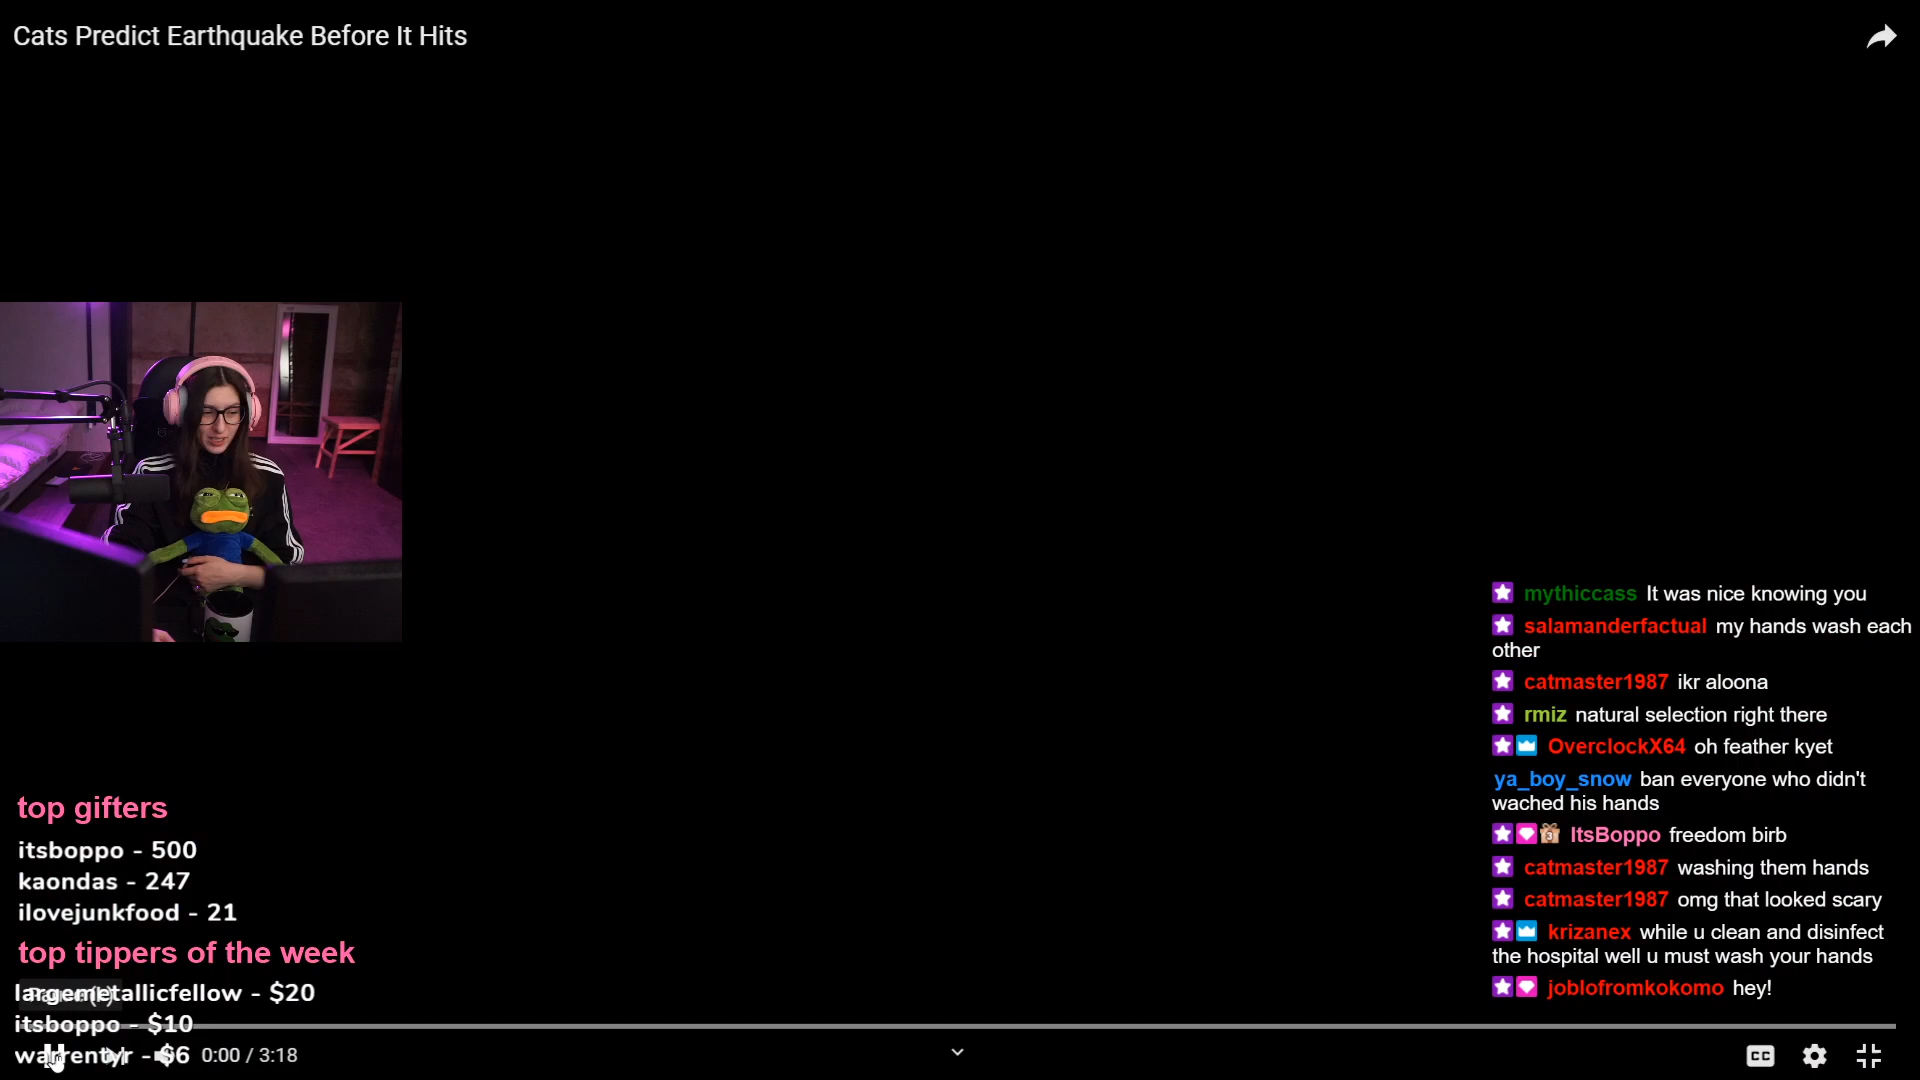 Cats Predict Earthquake Before It Hits
mythiccass It was nice knowing you
salamanderfactual my hands wash each
other
catmaster1987 ikr aloona
rmiz natural selection right there
OverclockX64 oh feather kyet
ya_boy_snow ban everyone who didn't
wached his hands
ItsBoppo freedom birb
catmaster1987 washing them hands
catmaster1987 omg that looked scary
krizanex while u clean and disinfect
the hospital well u must wash your hands
joblofromkokomo hey!
top gifters
itsboppo - 500
kaondas - 247
ilovejunkfood - 21
top tippers of the week
largemetallicfellow - $20
itsboppo - $10
warrentyr - $6
0:00 / 3:18
CC